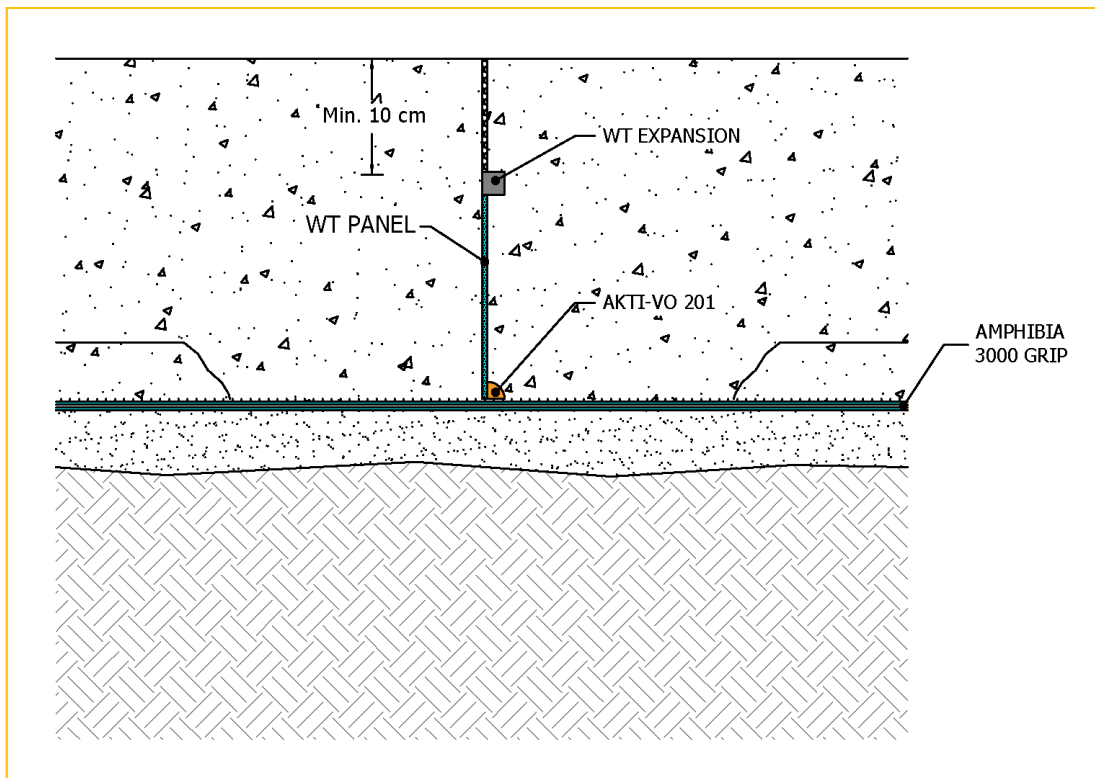 Min. 10 cm
WT EXPANSION
WT PANEL
AKTI-VO 201
AMPHIBIA
3000 GRIP